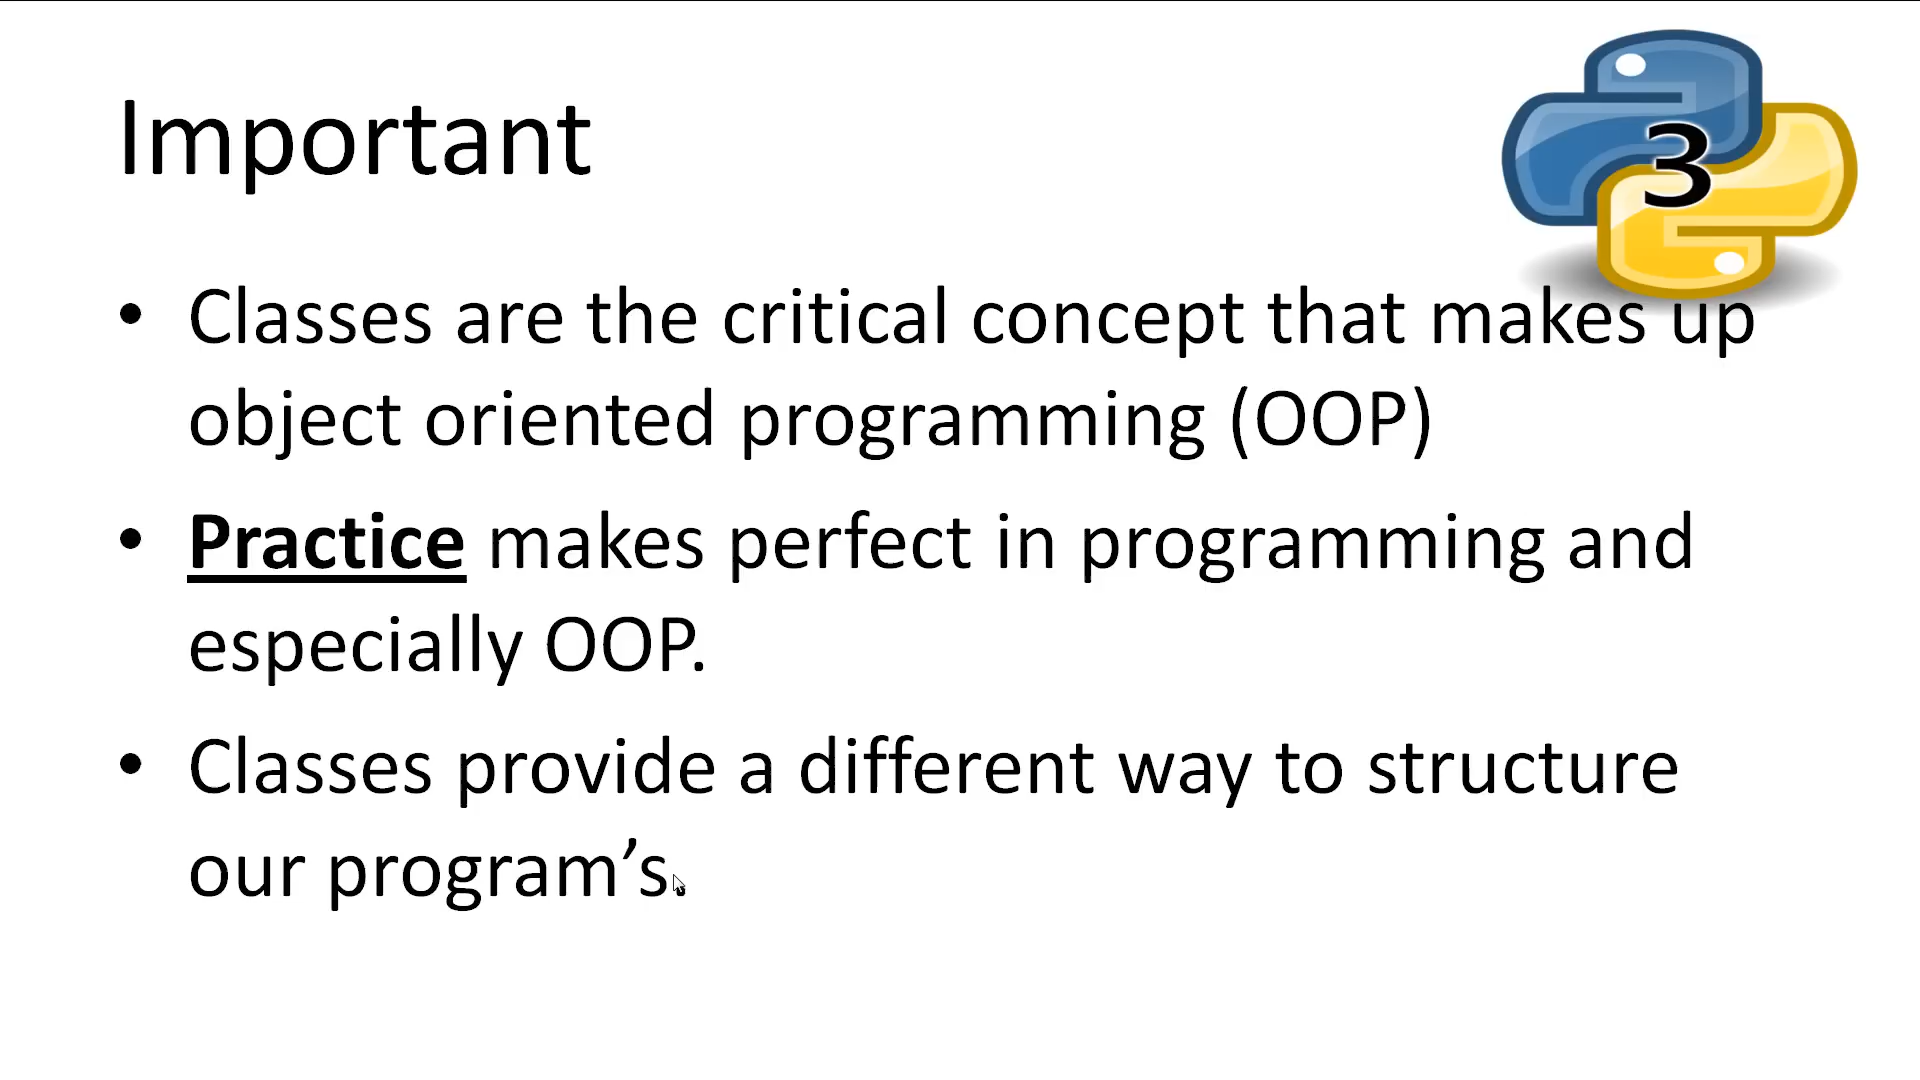 Important
3
• Classes are the critical concept that makes up
object oriented programming (OOP)
• Practice makes perfect in programming and
especially OOP.
• Classes provide a different way to structure
our program’s.